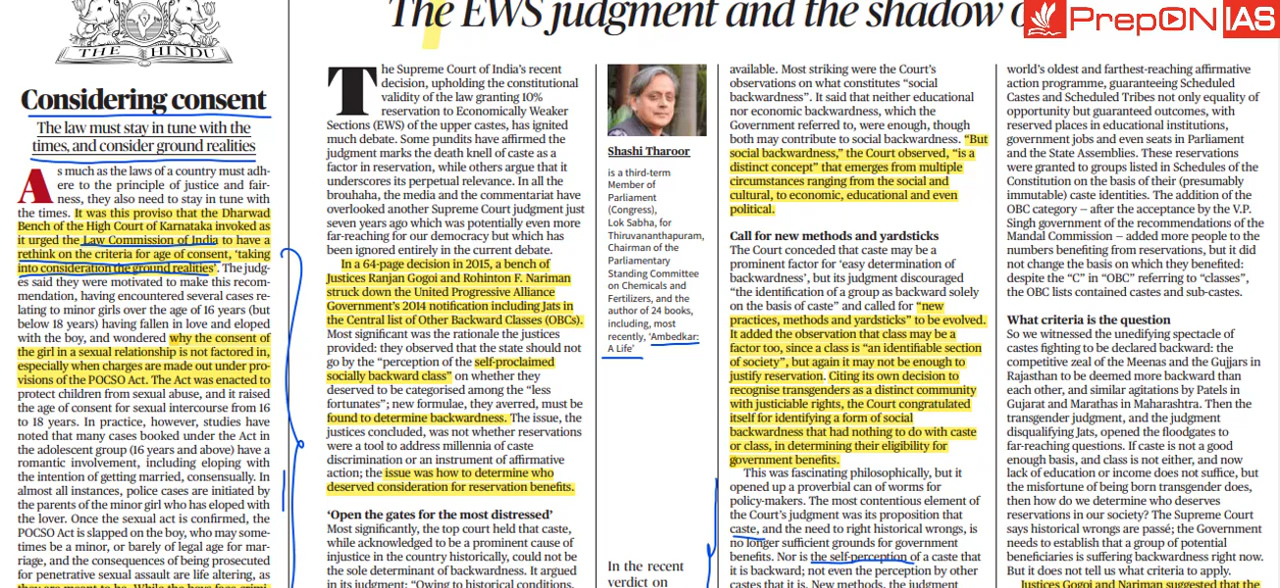 The EWS judgment and the shadow o
PrepON IAS
THE HINDU
Considering consent
The law must stay in tune with the
times, and consider ground realities
As much as the laws of a country must adh-
ere to the principle of justice and fair-
ness, they also need to stay in tune with
the times. It was this proviso that the Dharwad
Bench of the High Court of Karnataka invoked as
it urged the Law Commission of India to have a
rethink on the criteria for age of consent, ‘taking
into consideration the ground realities’. The judg-
es said they were motivated to make this recom-
mendation, having encountered several cases re-
lating to minor girls over the age of 16 years (but
below 18 years) having fallen in love and eloped
with the boy, and wondered why the consent of
the girl in a sexual relationship is not factored in,
especially when charges are made out under pro-
visions of the POCSO Act. The Act was enacted to
protect children from sexual abuse, and it raised
the age of consent for sexual intercourse from 16
to 18 years. In practice, however, studies have
noted that many cases booked under the Act in
the adolescent group (16 years and above) have a
romantic involvement, including eloping with
the intention of getting married, consensually. In
almost all instances, police cases are initiated by
the parents of the minor girl who has eloped with
the lover. Once the sexual act is confirmed, the
POCSO Act is slapped on the boy, who may some-
times be a minor, or barely of legal age for mar-
riage, and the consequences of being prosecuted
for penetrative sexual assault are life altering, as
they are meant to be. While the boys face crimi-
The Supreme Court of India’s recent
decision, upholding the constitutional
validity of the law granting 10%
reservation to Economically Weaker
Sections (EWS) of the upper castes, has ignited
much debate. Some pundits have affirmed the
judgment marks the death knell of caste as a
factor in reservation, while others argue that it
underscores its perpetual relevance. In all the
brouhaha, the media and the commentariat have
overlooked another Supreme Court judgment just
seven years ago which was potentially even more
far-reaching for our democracy but which has
been ignored entirely in the current debate.
In a 64-page decision in 2015, a bench of
Justices Ranjan Gogoi and Rohinton F. Nariman
struck down the United Progressive Alliance
Government’s 2014 notification including Jats in
the Central list of Other Backward Classes (OBCs).
Most significant was the rationale the justices
provided: they observed that the state should not
go by the “perception of the self-proclaimed
socially backward class” on whether they
deserved to be categorised among the “less
fortunates”; new formulae, they averred, must be
found to determine backwardness. The issue, the
justices concluded, was not whether reservations
were a tool to address millennia of caste
discrimination or an instrument of affirmative
action; the issue was how to determine who
deserved consideration for reservation benefits.
‘Open the gates for the most distressed’
Most significantly, the top court held that caste,
while acknowledged to be a prominent cause of
injustice in the country historically, could not be
the sole determinant of backwardness. It argued
in its judgment: “Owing to historical conditions,
Shashi Tharoor
is a third-term
Member of
Parliament
(Congress),
Lok Sabha, for
Thiruvananthapuram,
Chairman of the
Parliamentary
Standing Committee
on Chemicals and
Fertilizers, and the
author of 24 books,
including, most
recently, ‘Ambedkar:
A Life’
In the recent
verdict on
available. Most striking were the Court’s
observations on what constitutes “social
backwardness”. It said that neither educational
nor economic backwardness, which the
Government referred to, were enough, though
both may contribute to social backwardness. “But
social backwardness,” the Court observed, “is a
distinct concept” that emerges from multiple
circumstances ranging from the social and
cultural, to economic, educational and even
political.
Call for new methods and yardsticks
The Court conceded that caste may be a
prominent factor for ‘easy determination of
backwardness’, but its judgment discouraged
“the identification of a group as backward solely
on the basis of caste” and called for “new
practices, methods and yardsticks” to be evolved.
It added the observation that class may be a
factor too, since a class is “an identifiable section
of society”, but again it may not be enough to
justify reservation. Citing its own decision to
recognise transgenders as a distinct community
with justiciable rights, the Court congratulated
itself for identifying a form of social
backwardness that had nothing to do with caste
or class, in determining their eligibility for
government benefits.
This was fascinating philosophically, but it
opened up a proverbial can of worms for
policy-makers. The most contentious element of
the Court’s judgment was its proposition that
caste, and the need to right historical wrongs, is
no longer sufficient grounds for government
benefits. Nor is the self-perception of a caste that
it is backward; not even the perception by other
castes that it is. New methods, the judgment
world’s oldest and farthest-reaching affirmative
action programme, guaranteeing Scheduled
Castes and Scheduled Tribes not only equality of
opportunity but guaranteed outcomes, with
reserved places in educational institutions,
government jobs and even seats in Parliament
and the State Assemblies. These reservations
were granted to groups listed in Schedules of the
Constitution on the basis of their (presumably
immutable) caste identities. The addition of the
OBC category – after the acceptance by the V.P.
Singh government of the recommendations of the
Mandal Commission – added more people to the
numbers benefiting from reservations, but it did
not change the basis on which they benefited:
despite the “C” in “OBC” referring to “classes”,
the OBC lists contained castes and sub-castes.
What criteria is the question
So we witnessed the unedifying spectacle of
castes fighting to be declared backward: the
competitive zeal of the Meenas and the Gujjars in
Rajasthan to be deemed more backward than
each other, and similar agitations by Patels in
Gujarat and Marathas in Maharashtra. Then the
transgender judgment, and the judgment
disqualifying Jats, opened the floodgates to
far-reaching questions. If caste is not a good
enough basis, and class is not either, and now
lack of education or income does not suffice, but
the misfortune of being born transgender does,
then how do we determine who deserves
reservations in our society? The Supreme Court
says historical wrongs are passé; the Government
needs to establish that a group of potential
beneficiaries is suffering backwardness right now.
But it does not tell us what criteria to apply.
Justices Gogoi and Nariman suggested that the